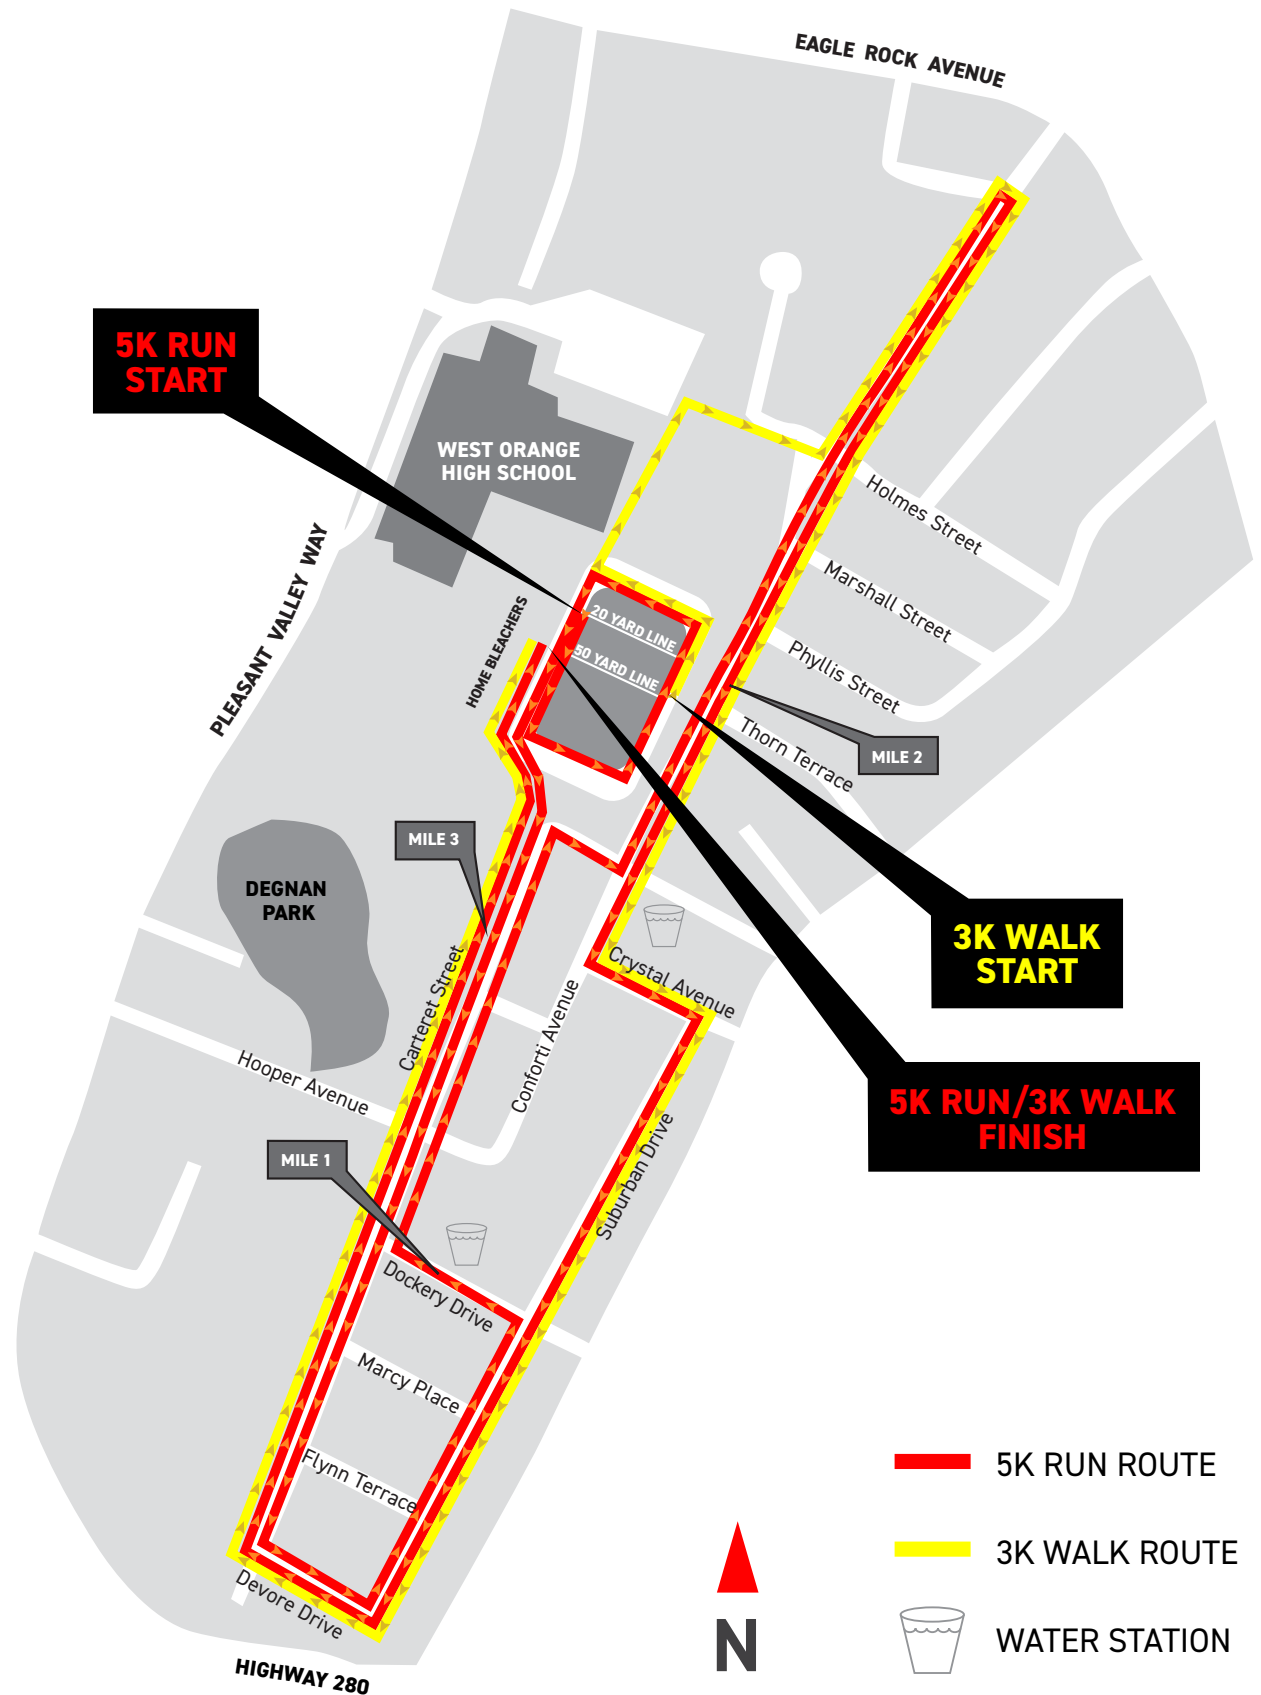 EAGLE ROCK AVENUE
5K RUN
START
WEST ORANGE
HIGH SCHOOL
PLEASANT VALLEY WAY
HOME BLEACHERS
20 YARD LINE
50 YARD LINE
Holmes Street
Marshall Street
Phyllis Street
Thorn Terrace
MILE 2
MILE 3
DEGNAN
PARK
3K WALK
START
Crystal Avenue
Carteret Street
Conforti Avenue
Hooper Avenue
5K RUN/3K WALK
FINISH
MILE 1
Suburban Drive
Dockery Drive
Marcy Place
Flynn Terrace
Devore Drive
HIGHWAY 280
N
5K RUN ROUTE
3K WALK ROUTE
WATER STATION